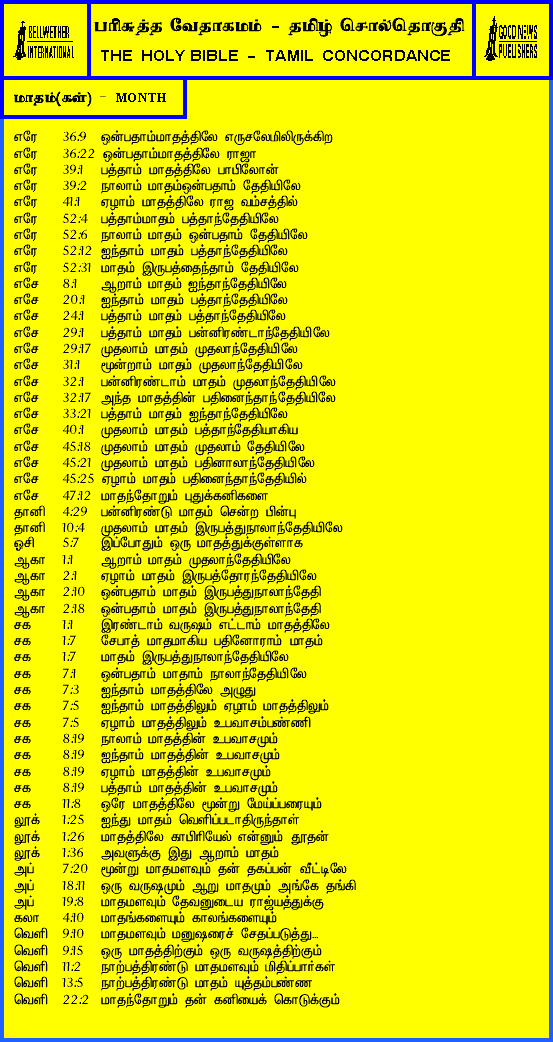 BELLWETHER
INTERNATIONAL
பரிசுத்த வேதாகமம் - தமிழ் சொல்தொகுதி
THE HOLY BIBLE - TAMIL CONCORDANCE
GOOD NEWS
PUBLISHERS
மாதம்(கள்) - MONTH
எரே 36:9 ஒன்பதாம்மாதத்திலே எருசலேமிலிருக்கிற
எரே 36:22 ஒன்பதாம்மாதத்திலே ராஜா
எரே 39:1 பத்தாம் மாதத்திலே பாபிலோன்
எரே 39:2 நாலாம் மாதம்ஒன்பதாம் தேதியிலே
எரே 41:1 ஏழாம் மாதத்திலே ராஜ வம்சத்தில்
எரே 52:4 பத்தாம்மாதம் பத்தாந்தேதியிலே
எரே 52:6 நாலாம் மாதம் ஒன்பதாம் தேதியிலே
எரே 52:12 ஐந்தாம் மாதம் பத்தாந்தேதியிலே
எரே 52:31 மாதம் இருபத்தைந்தாம் தேதியிலே
எசே 8:1 ஆறாம் மாதம் ஐந்தாந்தேதியிலே
எசே 20:1 ஐந்தாம் மாதம் பத்தாந்தேதியிலே
எசே 24:1 பத்தாம் மாதம் பத்தாந்தேதியிலே
எசே 29:1 பத்தாம் மாதம் பன்னிரண்டாந்தேதியிலே
எசே 29:17 முதலாம் மாதம் முதலாந்தேதியிலே
எசே 31:1 மூன்றாம் மாதம் முதலாந்தேதியிலே
எசே 32:1 பன்னிரண்டாம் மாதம் முதலாந்தேதியிலே
எசே 32:17 அந்த மாதத்தின் பதினைந்தாந்தேதியிலே
எசே 33:21 பத்தாம் மாதம் ஐந்தாந்தேதியிலே
எசே 40:1 முதலாம் மாதம் பத்தாந்தேதியாகிய
எசே 45:18 முதலாம் மாதம் முதலாம் தேதியிலே
எசே 45:21 முதலாம் மாதம் பதினாலாந்தேதியிலே
எசே 45:25 ஏழாம் மாதம் பதினைந்தாந்தேதியில்
எசே 47:12 மாதந்தோறும் புதுக்கனிகளை
தானி 4:29 பன்னிரண்டு மாதம் சென்ற பின்பு
தானி 10:4 முதலாம் மாதம் இருபத்துநாலாந்தேதியிலே
ஓசி 5:7 இப்போதும் ஒரு மாதத்துக்குள்ளாக
ஆகா 1:1 ஆறாம் மாதம் முதலாந்தேதியிலே
ஆகா 2:1 ஏழாம் மாதம் இருபத்தோரந்தேதியிலே
ஆகா 2:10 ஒன்பதாம் மாதம் இருபத்துநாலாந்தேதி
ஆகா 2:18 ஒன்பதாம் மாதம் இருபத்துநாலாந்தேதி
சக 1:1 இரண்டாம் வருஷம் எட்டாம் மாதத்திலே
சக 1:7 சேபாத் மாதமாகிய பதினோராம் மாதம்
சக 1:7 மாதம் இருபத்துநாலாந்தேதியிலே
சக 7:1 ஒன்பதாம் மாதாம் நாலாந்தேதியிலே
சக 7:3 ஐந்தாம் மாதத்திலே அழுது
சக 7:5 ஐந்தாம் மாதத்திலும் ஏழாம் மாதத்திலும்
சக 7:5 ஏழாம் மாதத்திலும் உபவாசம்பண்ணி
சக 8:19 நாலாம் மாதத்தின் உபவாசமும்
சக 8:19 ஐந்தாம் மாதத்தின் உபவாசமும்
சக 8:19 ஏழாம் மாதத்தின் உபவாசமும்
சக 8:19 பத்தாம் மாதத்தின் உபவாசமும்
சக 11:8 ஒரே மாதத்திலே மூன்று மேய்ப்பரையும்
லூக் 1:25 ஐந்து மாதம் வெளிப்படாதிருந்தாள்
லூக் 1:26 மாதத்திலே காபிரியேல் என்னும் தூதன்
லூக் 1:36 அவளுக்கு இது ஆறாம் மாதம்
அப் 7:20 மூன்று மாதமளவும் தன் தகப்பன் வீட்டிலே
அப் 18:11 ஒரு வருஷமும் ஆறு மாதமும் அங்கே தங்கி
அப் 19:8 மாதமளவும் தேவனுடைய ராஜ்யத்துக்கு
கலா 4:10 மாதங்களையும் காலங்களையும்
வெளி 9:10 மாதமளவும் மனுஷரைச் சேதப்படுத்து...
வெளி 9:15 ஒரு மாதத்திற்கும் ஒரு வருஷத்திற்கும்
வெளி 11:2 நாற்பத்திரண்டு மாதமளவும் மிதிப்பார்கள்
வெளி 13:5 நாற்பத்திரண்டு மாதம் யுத்தம்பண்ண
வெளி 22:2 மாதந்தோறும் தன் கனியைக் கொடுக்கும்